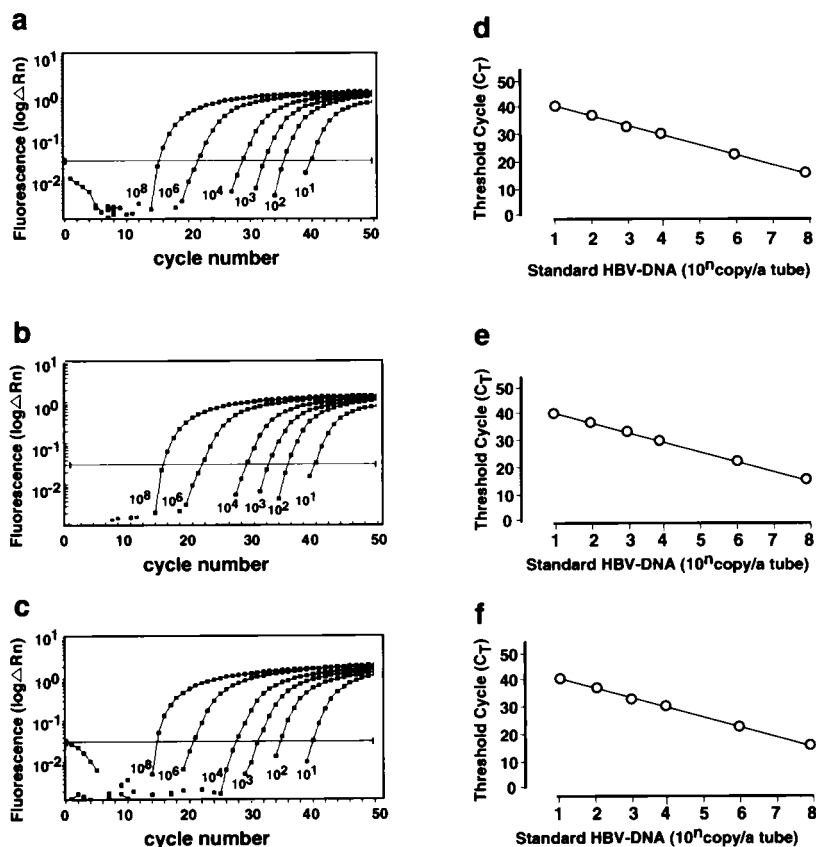 a
Fluorescence (log△Rn)
10¹
10⁰
10⁻¹
10⁻²
10⁸ 10⁶ 10⁴ 10³ 10² 10¹
0 10 20 30 40 50
cycle number
d
Threshold Cycle (CT)
50
40
30
20
10
0
1 2 3 4 6 7 8
Standard HBV-DNA (10ⁿcopy/a tube)
b
Fluorescence (log△Rn)
10¹
10⁰
10⁻¹
10⁻²
10⁸ 10⁶ 10⁴ 10³ 10² 10¹
0 10 20 30 40 50
cycle number
e
Threshold Cycle (CT)
50
40
30
20
10
0
1 2 3 4 5 6 7 8
Standard HBV-DNA (10ⁿcopy/a tube)
c
Fluorescence (log△Rn)
10¹
10⁰
10⁻¹
10⁻²
10⁸ 10⁶ 10⁴ 10³ 10² 10¹
0 10 20 30 40 50
cycle number
f
Threshold Cycle (CT)
50
40
30
20
10
0
1 2 3 4 5 6 7 8
Standard HBV-DNA (10ⁿcopy/a tube)